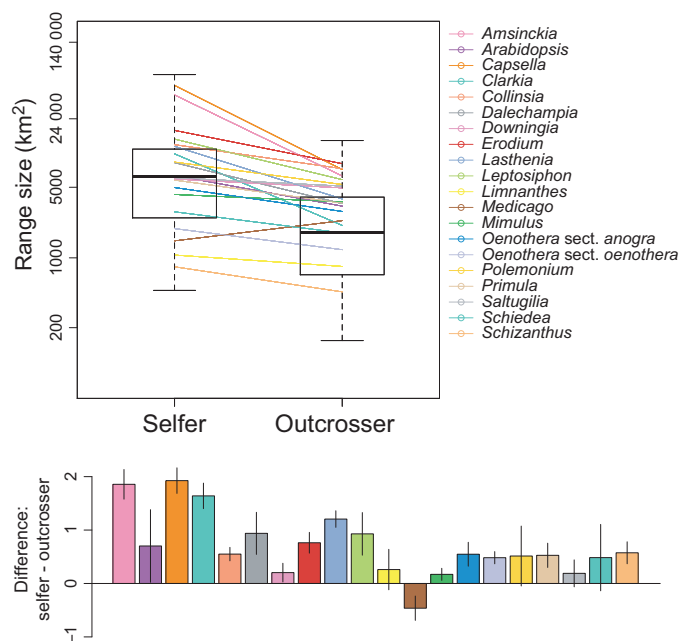 Range size (km²)
140 000
24 000
5000
1000
200
Selfer
Outcrosser
Amsinckia
Arabidopsis
Capsella
Clarkia
Collinsia
Dalechampia
Downingia
Erodium
Lasthenia
Leptosiphon
Limnanthes
Medicago
Mimulus
Oenothera sect. anogra
Oenothera sect. oenothera
Polemonium
Primula
Saltugilia
Schiedea
Schizanthus
Difference:
selfer - outcrosser
2
1
0
−1